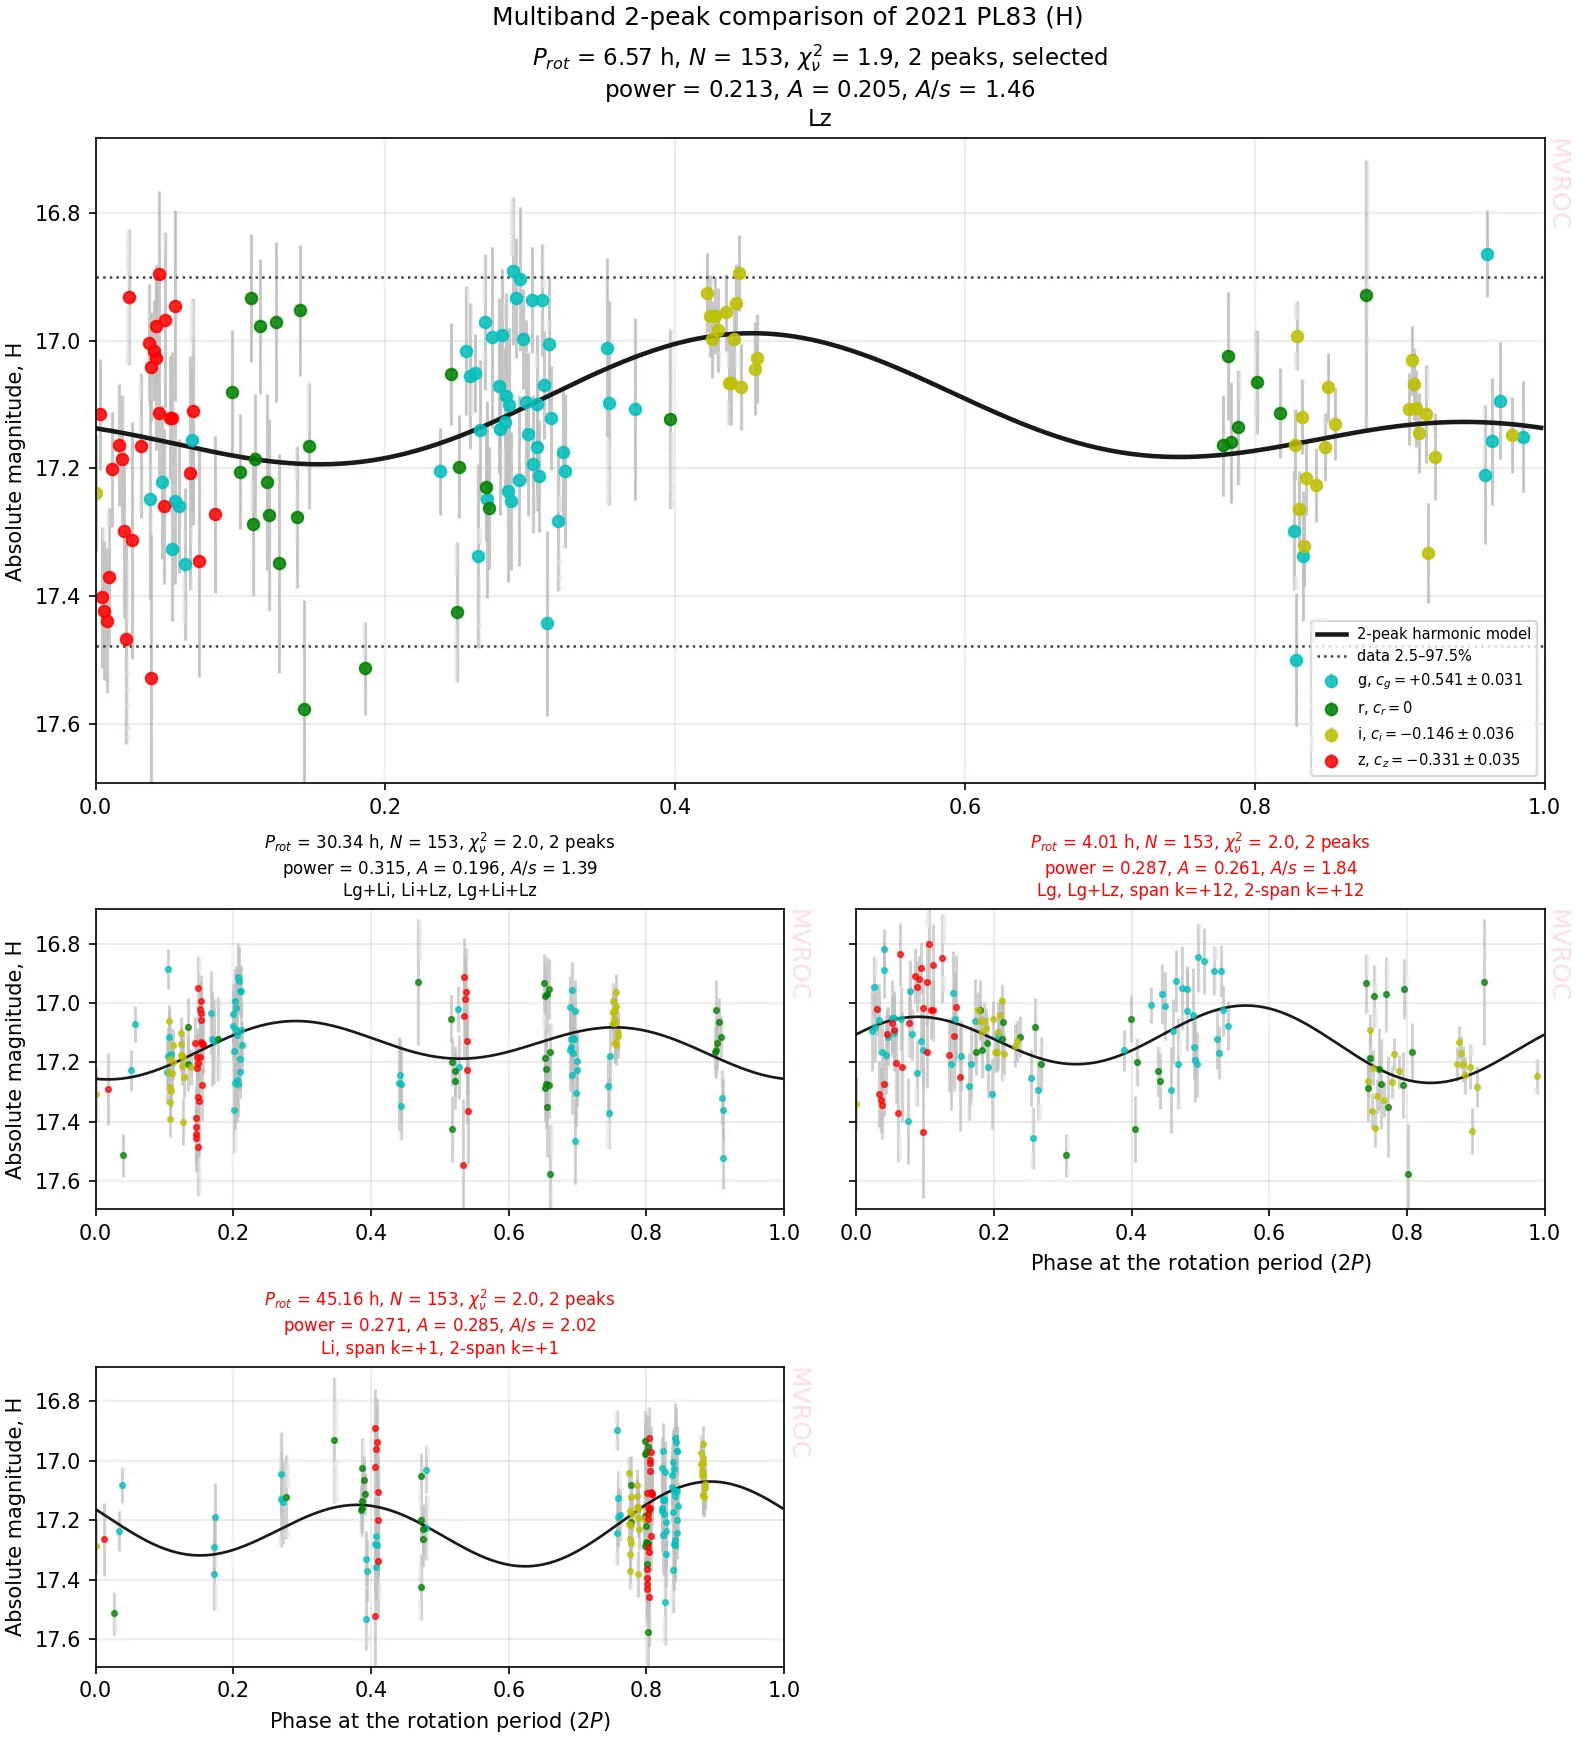 Multiband 2-peak comparison of 2021 PL83 (H)
P_rot = 6.57 h, N = 153, χ²_ν = 1.9, 2 peaks, selected
power = 0.213, A = 0.205, A/s = 1.46
Lz
MVROC
Absolute magnitude, H
16.8
17.0
17.2
17.4
17.6
2-peak harmonic model
data 2.5–97.5%
g, c_g = +0.541 ± 0.031
r, c_r = 0
i, c_i = −0.146 ± 0.036
z, c_z = −0.331 ± 0.035
0.0 0.2 0.4 0.6 0.8 1.0
P_rot = 30.34 h, N = 153, χ²_ν = 2.0, 2 peaks
power = 0.315, A = 0.196, A/s = 1.39
Lg+Li, Li+Lz, Lg+Li+Lz
MVROC
Absolute magnitude, H
16.8
17.0
17.2
17.4
17.6
0.0 0.2 0.4 0.6 0.8 1.0
P_rot = 4.01 h, N = 153, χ²_ν = 2.0, 2 peaks
power = 0.287, A = 0.261, A/s = 1.84
Lg, Lg+Lz, span k=+12, 2-span k=+12
MVROC
0.0 0.2 0.4 0.6 0.8 1.0
Phase at the rotation period (2P)
P_rot = 45.16 h, N = 153, χ²_ν = 2.0, 2 peaks
power = 0.271, A = 0.285, A/s = 2.02
Li, span k=+1, 2-span k=+1
MVROC
Absolute magnitude, H
16.8
17.0
17.2
17.4
17.6
0.0 0.2 0.4 0.6 0.8 1.0
Phase at the rotation period (2P)